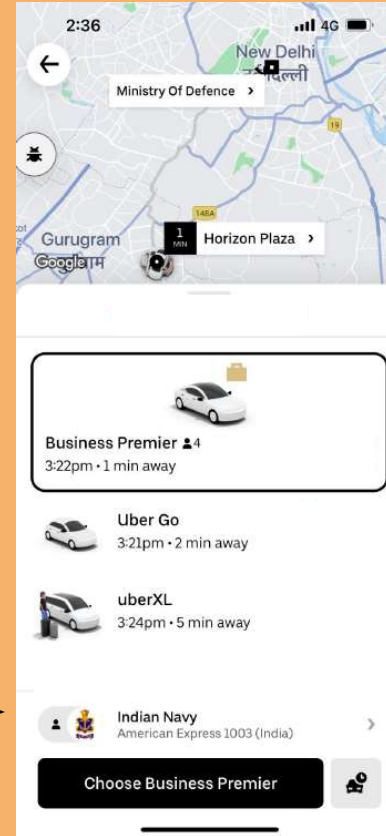 2:36
4G
New Delhi
Ministry Of Defence >
19
148A
1
MIN
Horizon Plaza >
Gurugram
Google
Business Premier 4
3:22pm • 1 min away
Uber Go
3:21pm • 2 min away
uberXL
3:24pm • 5 min away
Indian Navy
American Express 1003 (India)
Choose Business Premier